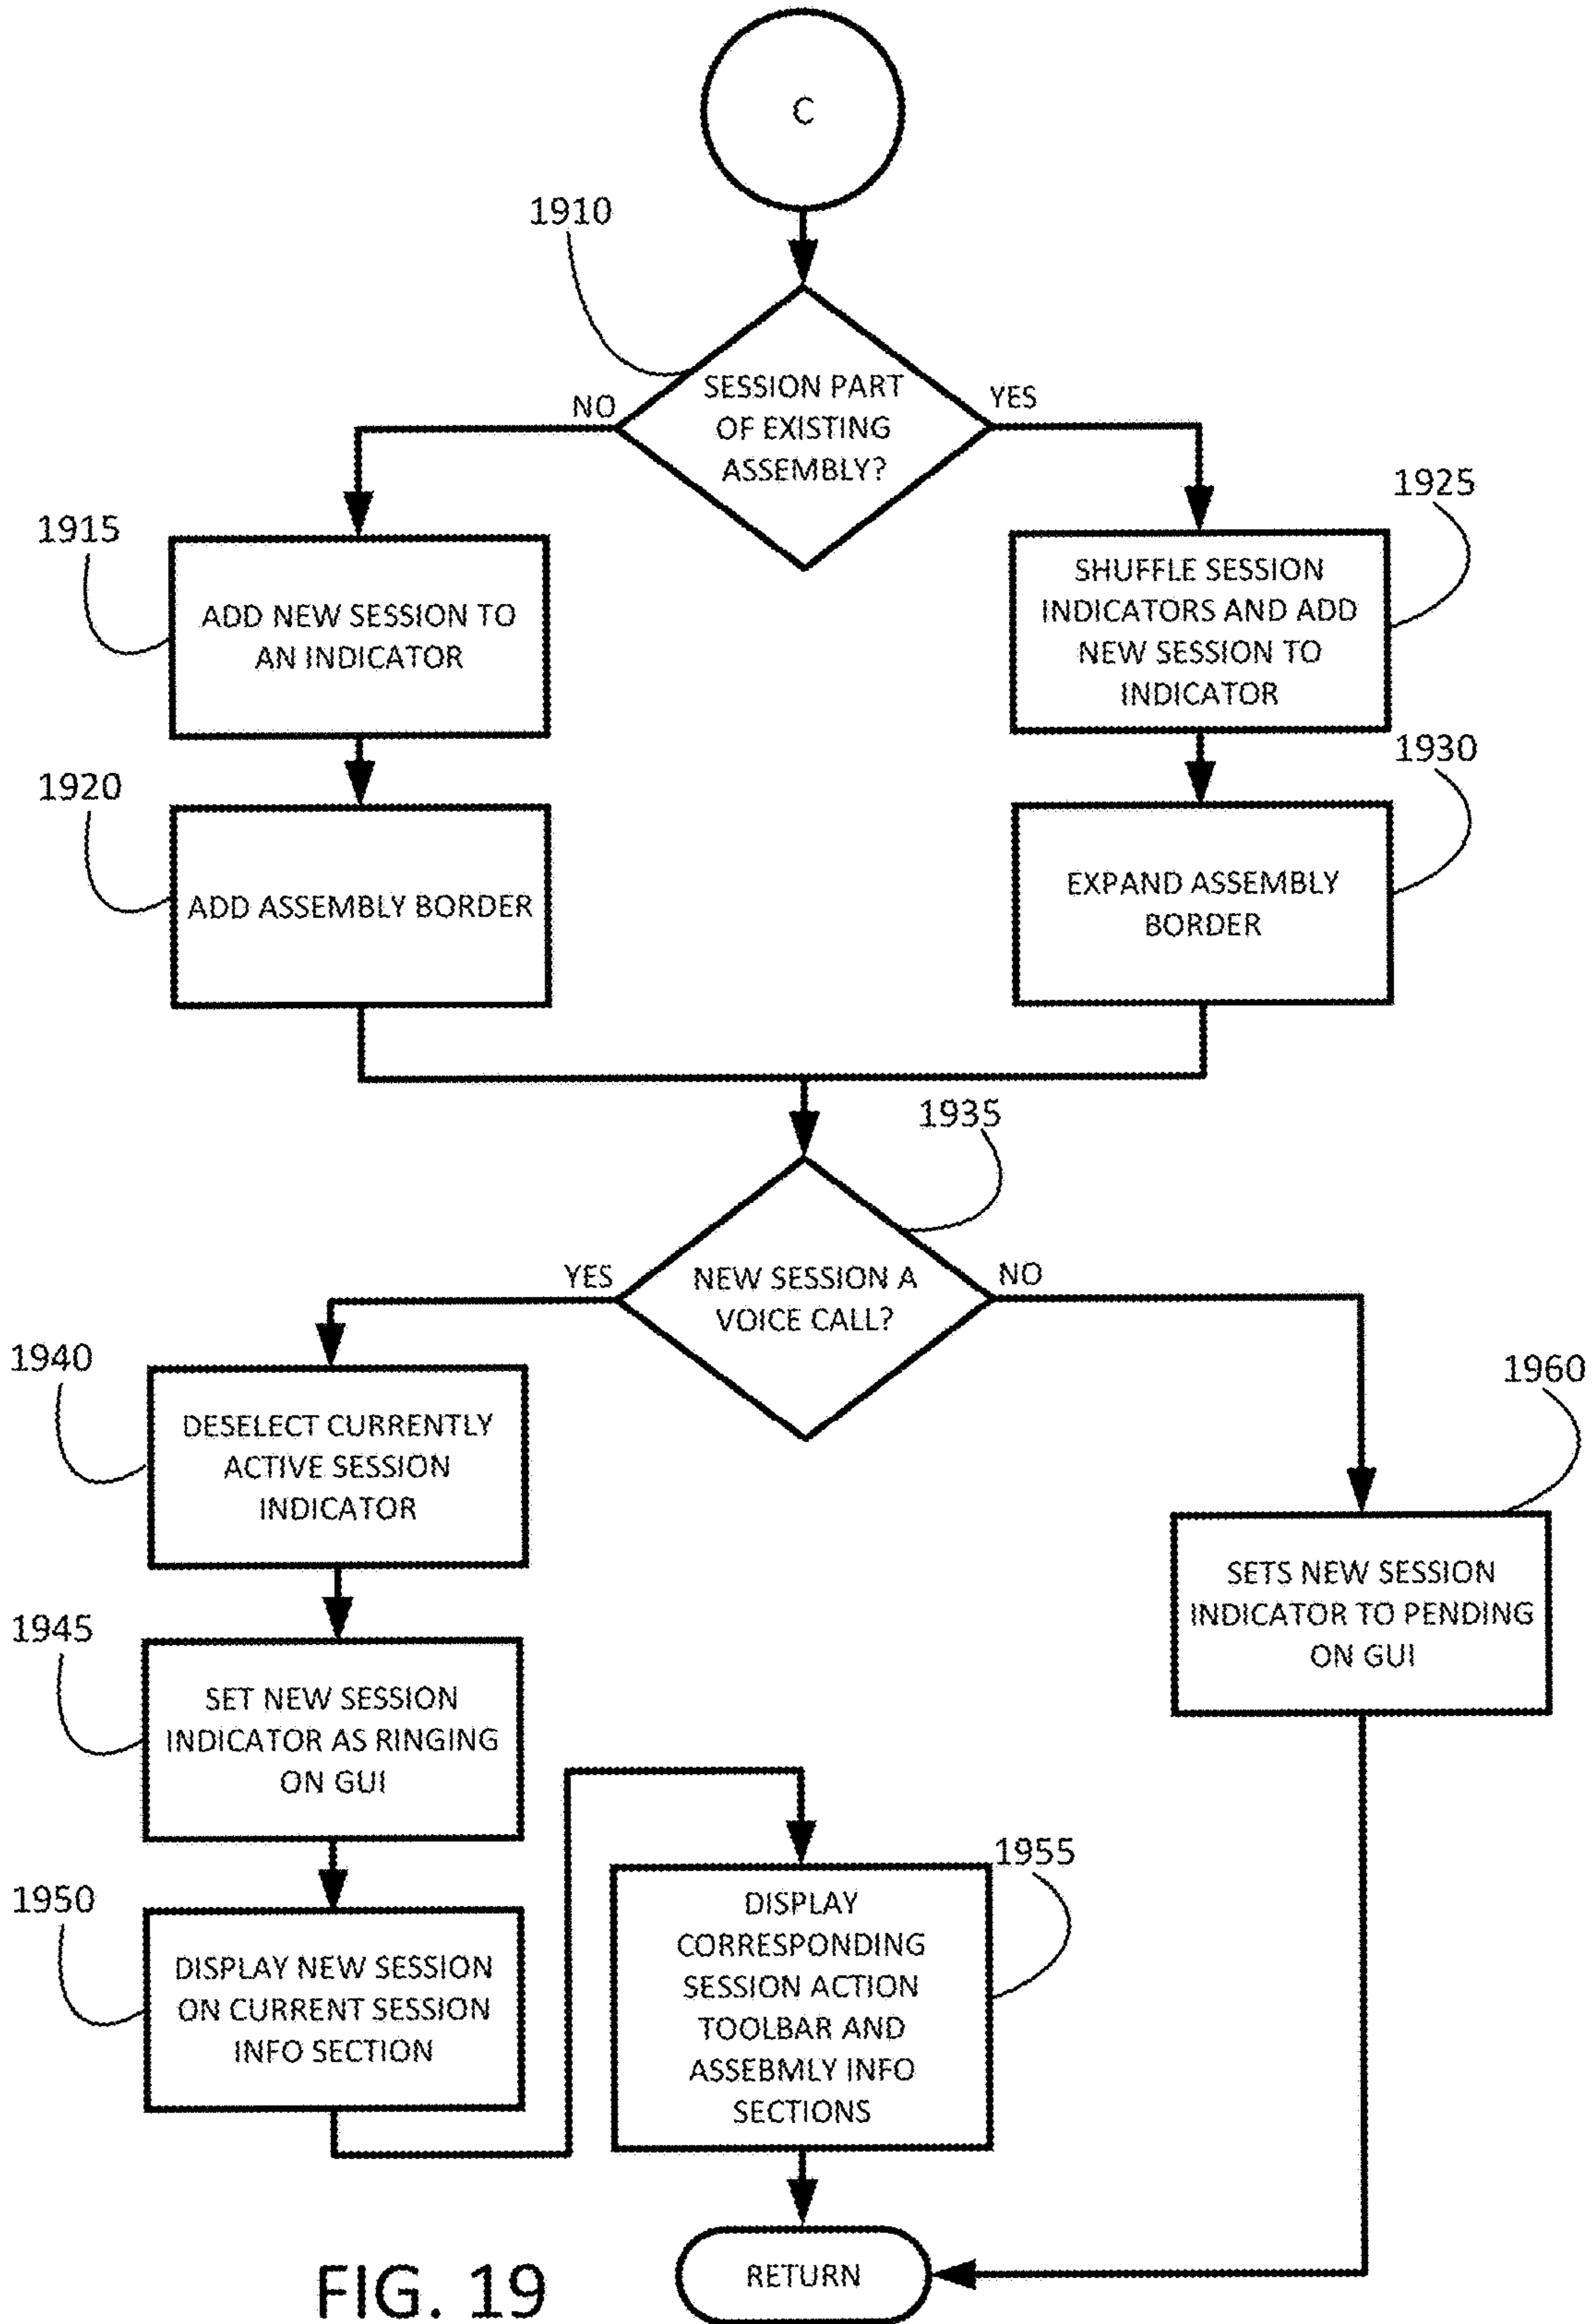 C
1910
SESSION PART
OF EXISTING
ASSEMBLY?
NO
YES
1915
ADD NEW SESSION TO
AN INDICATOR
1925
SHUFFLE SESSION
INDICATORS AND ADD
NEW SESSION TO
INDICATOR
1920
ADD ASSEMBLY BORDER
1930
EXPAND ASSEMBLY
BORDER
1935
NEW SESSION A
VOICE CALL?
YES
NO
1940
DESELECT CURRENTLY
ACTIVE SESSION
INDICATOR
1960
SETS NEW SESSION
INDICATOR TO PENDING
ON GUI
1945
SET NEW SESSION
INDICATOR AS RINGING
ON GUI
1950
DISPLAY NEW SESSION
ON CURRENT SESSION
INFO SECTION
1955
DISPLAY
CORRESPONDING
SESSION ACTION
TOOLBAR AND
ASSEBMLY INFO
SECTIONS
RETURN
FIG. 19